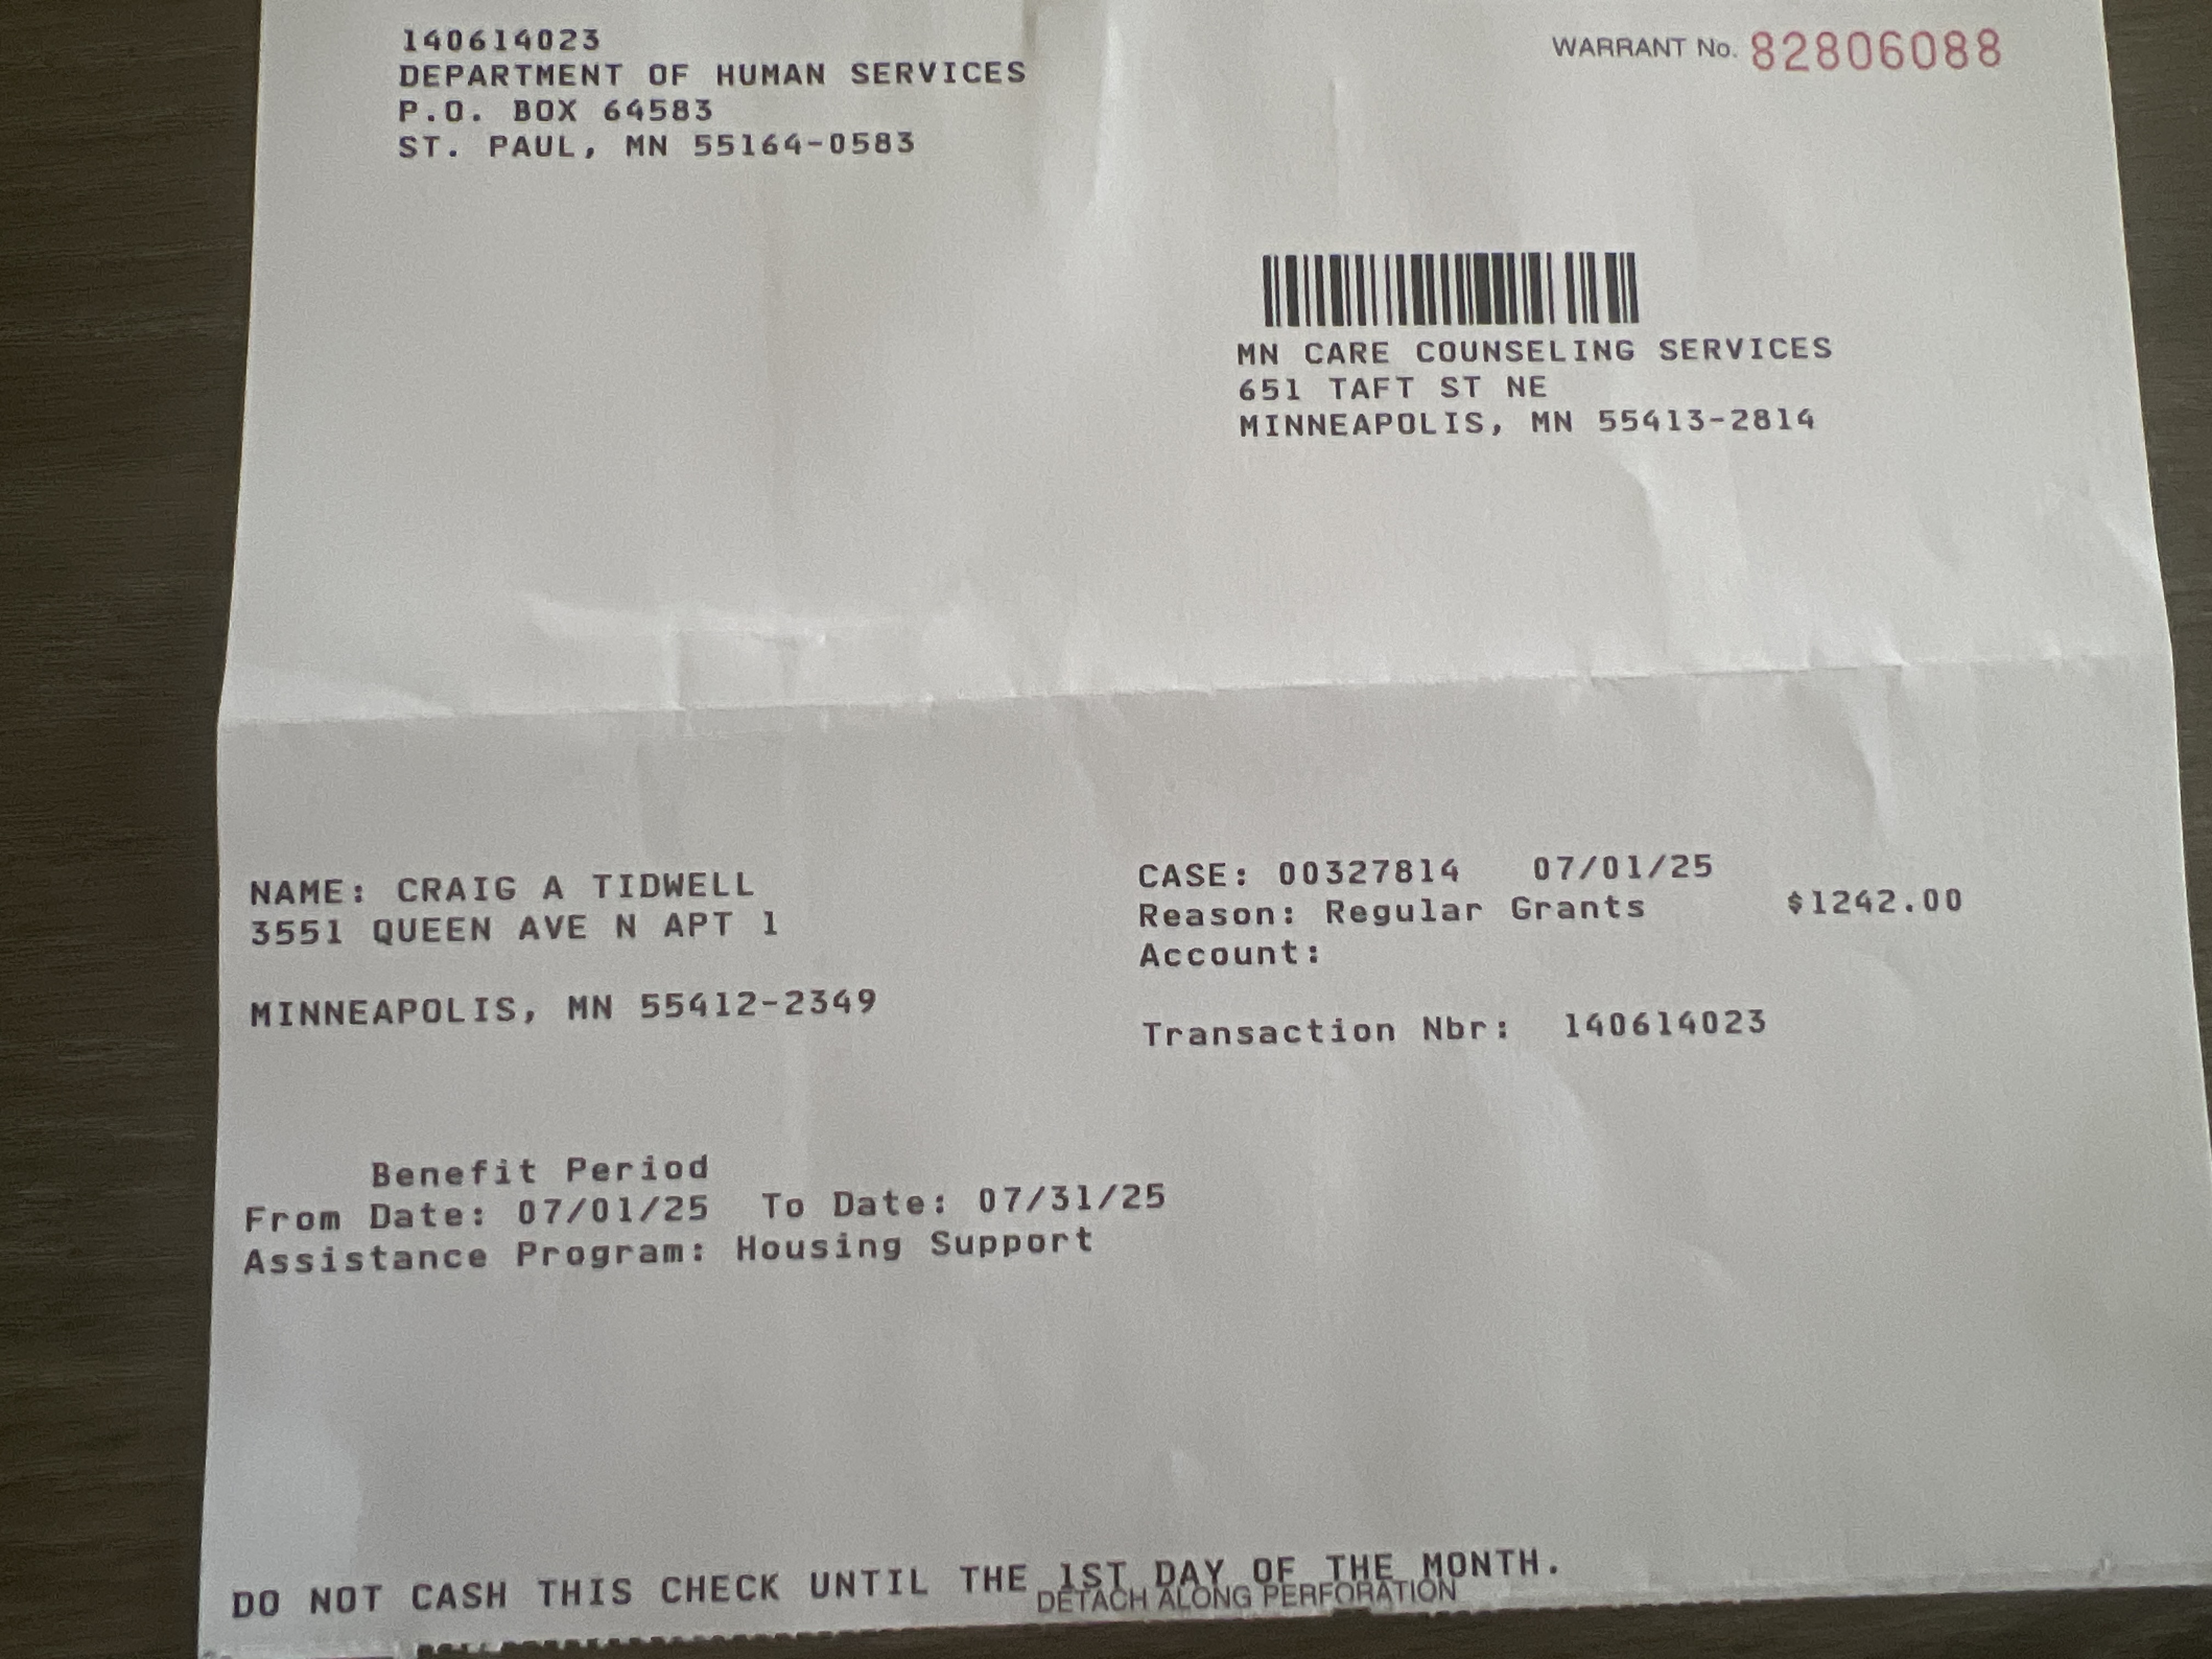 140614023
DEPARTMENT OF HUMAN SERVICES
P.O. BOX 64583
ST. PAUL, MN 55164-0583
WARRANT No. 82806088
MN CARE COUNSELING SERVICES
651 TAFT ST NE
MINNEAPOLIS, MN 55413-2814
NAME: CRAIG A TIDWELL
3551 QUEEN AVE N APT 1
MINNEAPOLIS, MN 55412-2349
CASE: 00327814 07/01/25
Reason: Regular Grants $1242.00
Account:
Transaction Nbr: 140614023
Benefit Period
From Date: 07/01/25 To Date: 07/31/25
Assistance Program: Housing Support
DO NOT CASH THIS CHECK UNTIL THE 1ST DAY OF THE MONTH.
DETACH ALONG PERFORATION